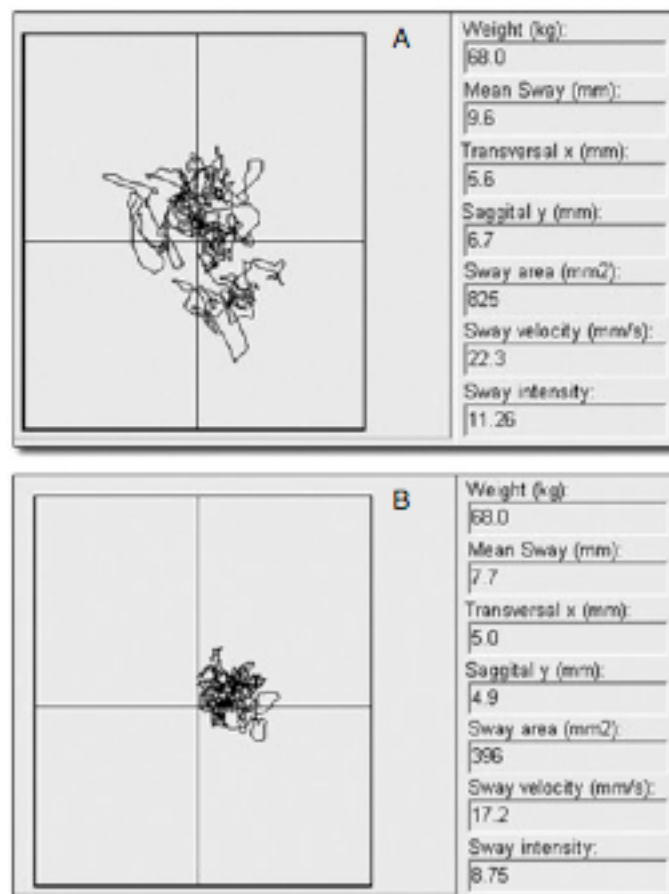 A
Weight (kg):
68.0
Mean Sway (mm):
9.6
Transversal x (mm):
5.6
Saggital y (mm):
6.7
Sway area (mm2):
825
Sway velocity (mm/s):
22.3
Sway intensity:
11.26
B
Weight (kg):
68.0
Mean Sway (mm):
7.7
Transversal x (mm):
5.0
Saggital y (mm):
4.9
Sway area (mm2):
396
Sway velocity (mm/s):
17.2
Sway intensity:
8.75